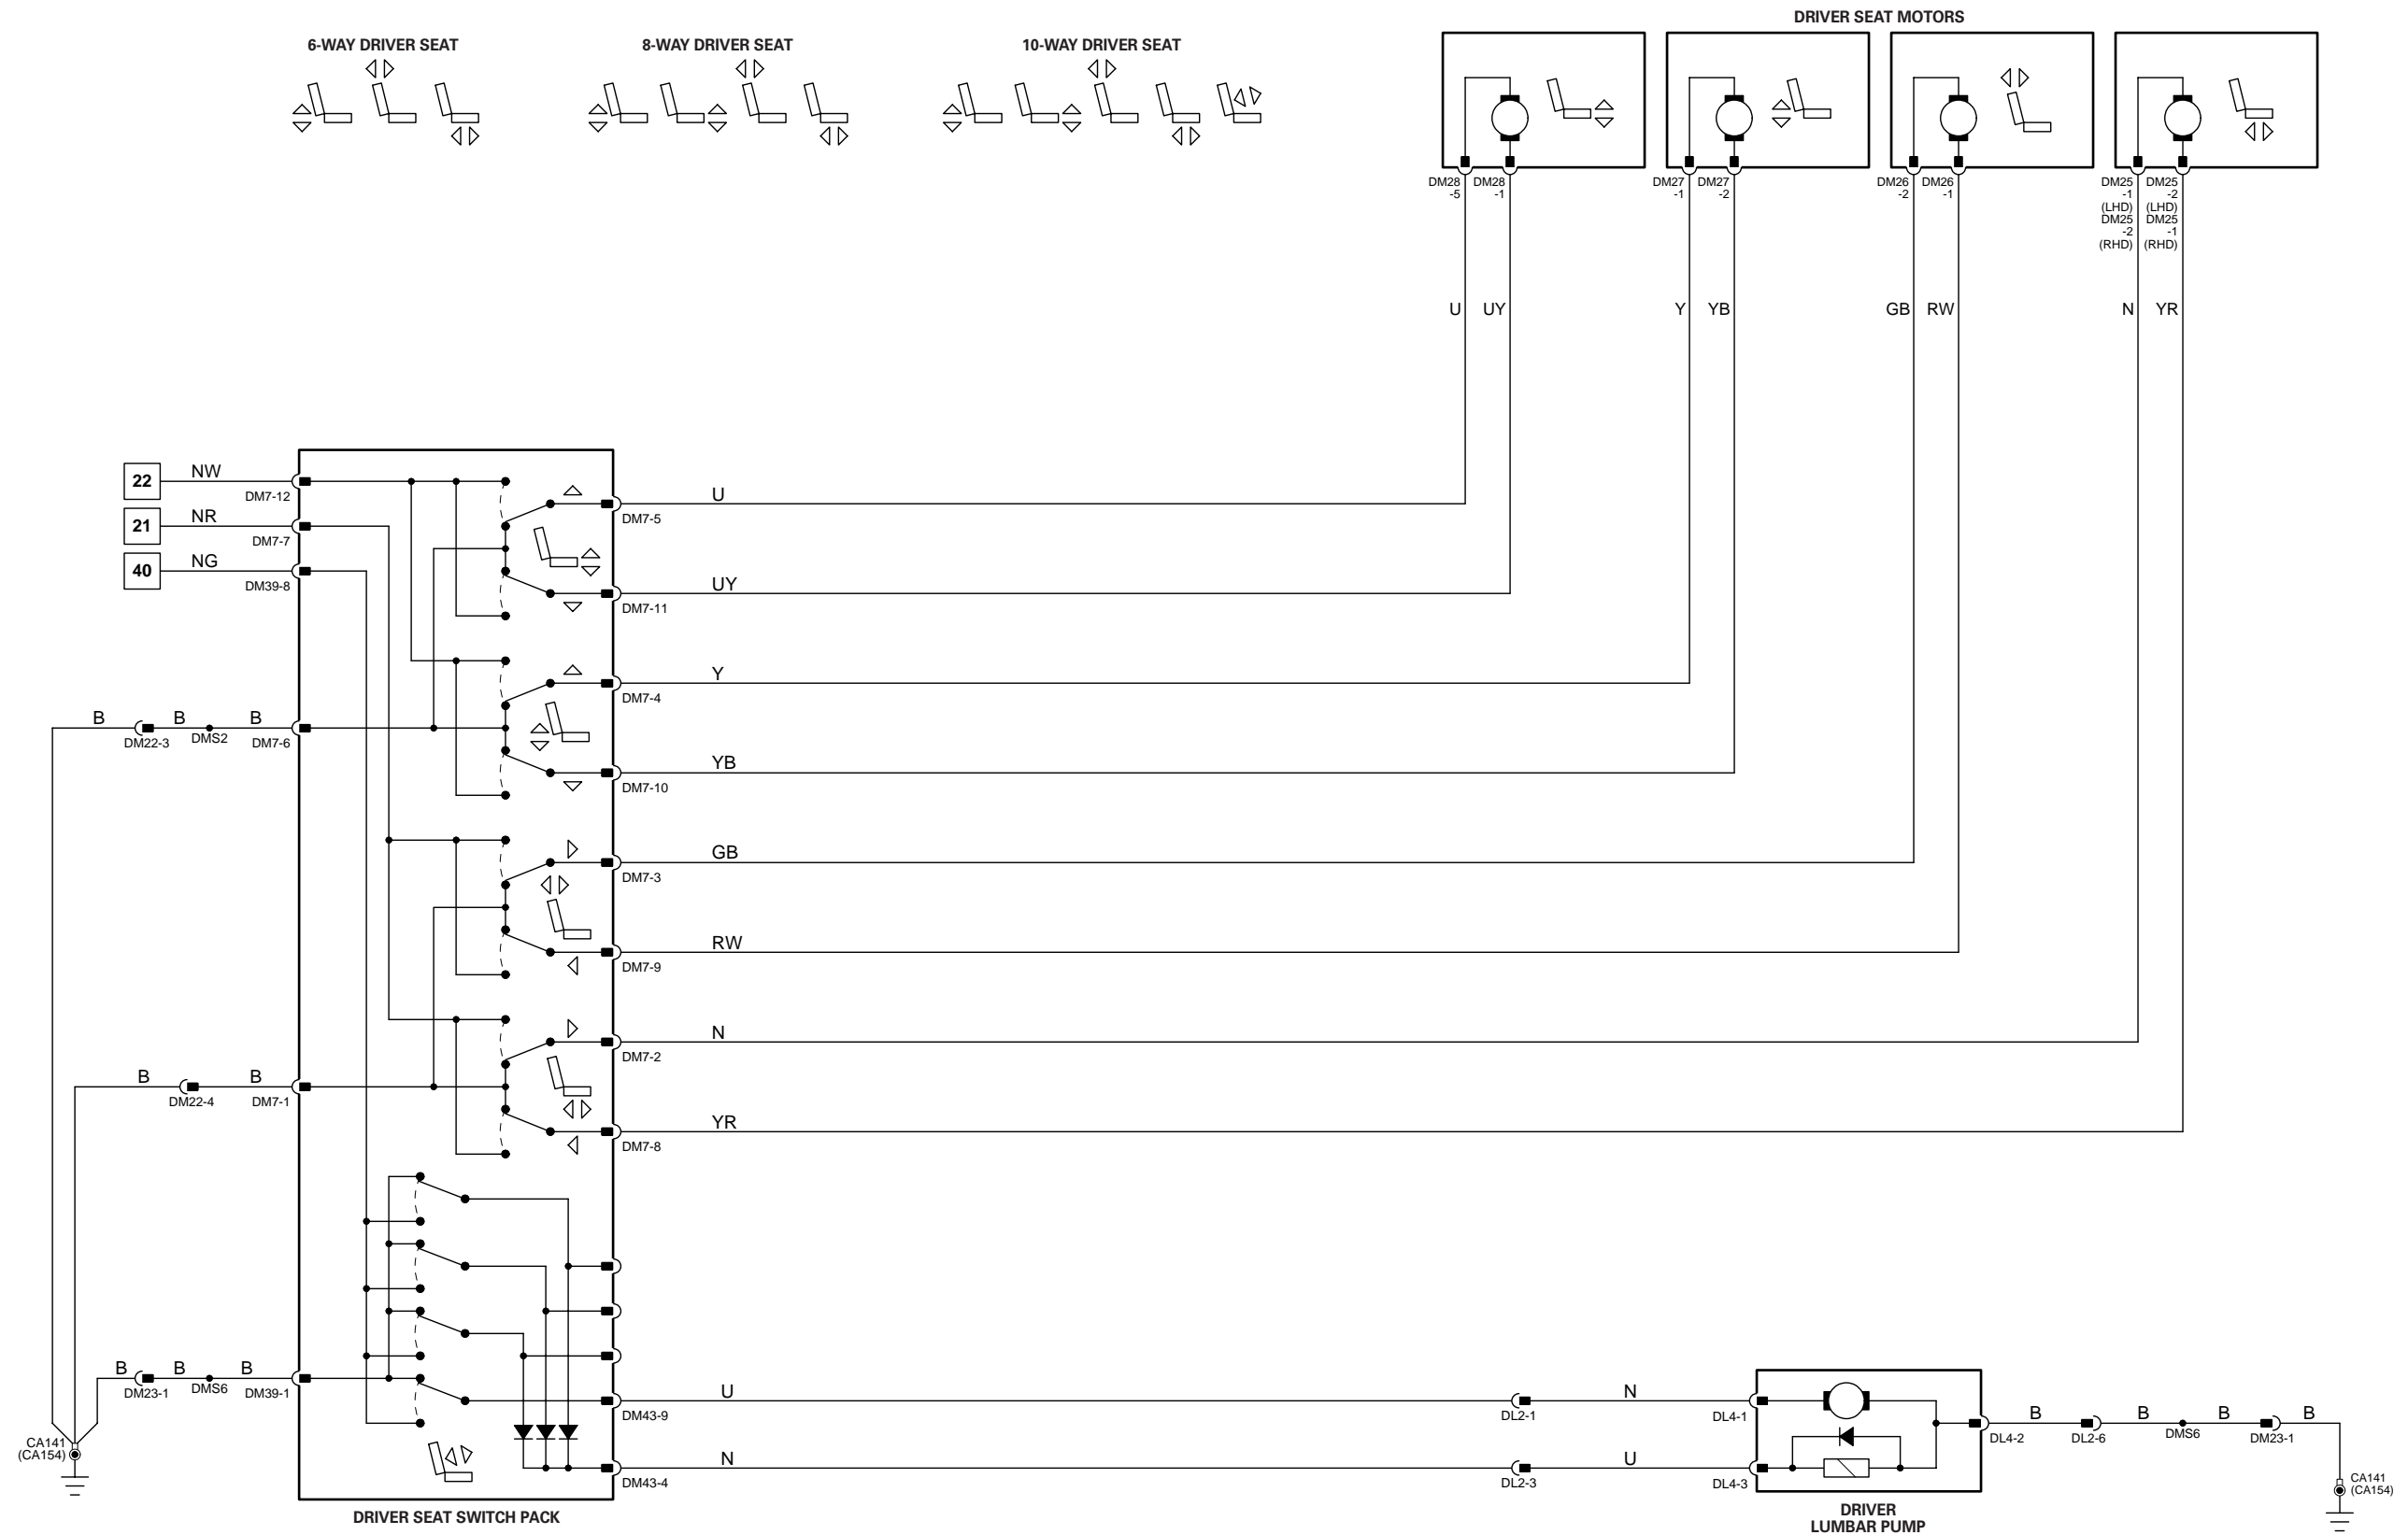 DRIVER SEAT MOTORS
6-WAY DRIVER SEAT
8-WAY DRIVER SEAT
10-WAY DRIVER SEAT
DM28 -5
DM28 -1
DM27 -1
DM27 -2
DM26 -2
DM26 -1
DM25 -1 (LHD) DM25 -2 (RHD)
DM25 -2 (LHD) DM25 -1 (RHD)
U
UY
Y
YB
GB
RW
N
YR
22
NW
DM7-12
21
NR
DM7-7
40
NG
DM39-8
U
DM7-5
UY
DM7-11
Y
DM7-4
B
DM22-3
B
DMS2
B
DM7-6
YB
DM7-10
GB
DM7-3
RW
DM7-9
N
DM7-2
B
DM22-4
B
DM7-1
YR
DM7-8
B
DM23-1
B
DMS6
B
DM39-1
U
DM43-9
DL2-1
N
DL4-1
N
DM43-4
DL2-3
U
DL4-3
DL4-2
B
DL2-6
B
DMS6
B
DM23-1
B
CA141
(CA154)
CA141
(CA154)
DRIVER SEAT SWITCH PACK
DRIVER
LUMBAR PUMP